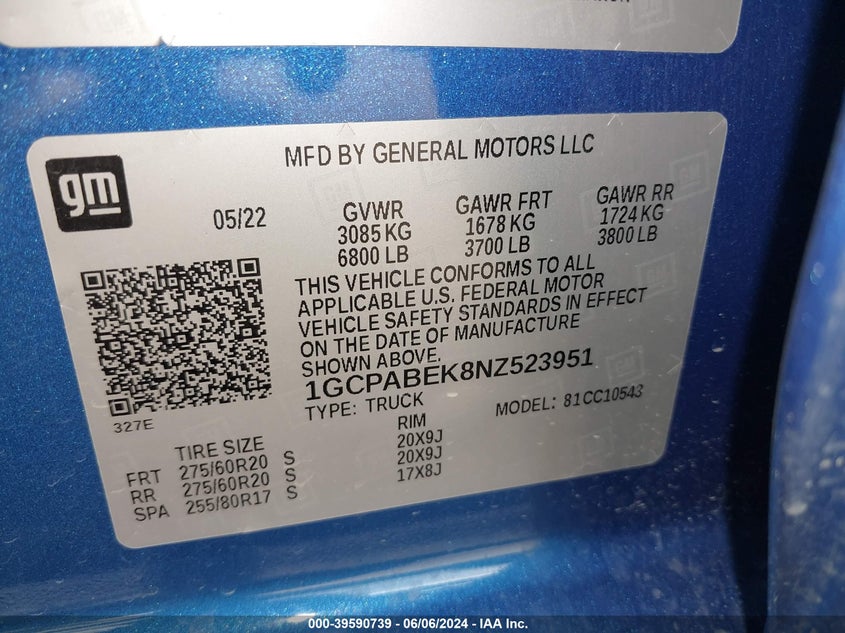 gm
MFD BY GENERAL MOTORS LLC
05/22
GVWR
3085 KG
6800 LB
GAWR FRT
1678 KG
3700 LB
GAWR RR
1724 KG
3800 LB
THIS VEHICLE CONFORMS TO ALL
APPLICABLE U.S. FEDERAL MOTOR
VEHICLE SAFETY STANDARDS IN EFFECT
ON THE DATE OF MANUFACTURE
SHOWN ABOVE.
1GCPABEK8NZ523951
TYPE: TRUCK
MODEL: 81CC10543
327E
TIRE SIZE
RIM
FRT 275/60R20 S 20X9J
RR 275/60R20 S 20X9J
SPA 255/80R17 S 17X8J
000-39590739 - 06/06/2024 - IAA Inc.